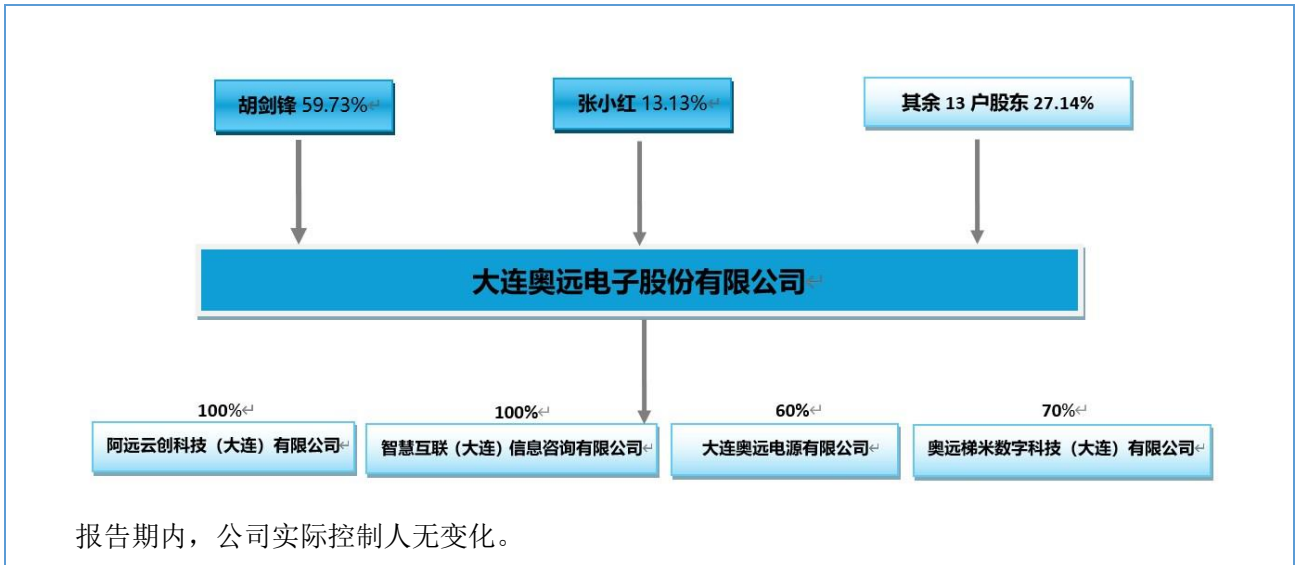 胡剑锋 59.73%↵
张小红 13.13%↵
其余 13 户股东 27.14%
大连奥远电子股份有限公司↵
100%↵
100%↵
60%↵
70%↵
阿远云创科技（大连）有限公司↵
智慧互联（大连）信息咨询有限公司↵
大连奥远电源有限公司↵
奥远梯米数字科技（大连）有限公司↵
报告期内，公司实际控制人无变化。